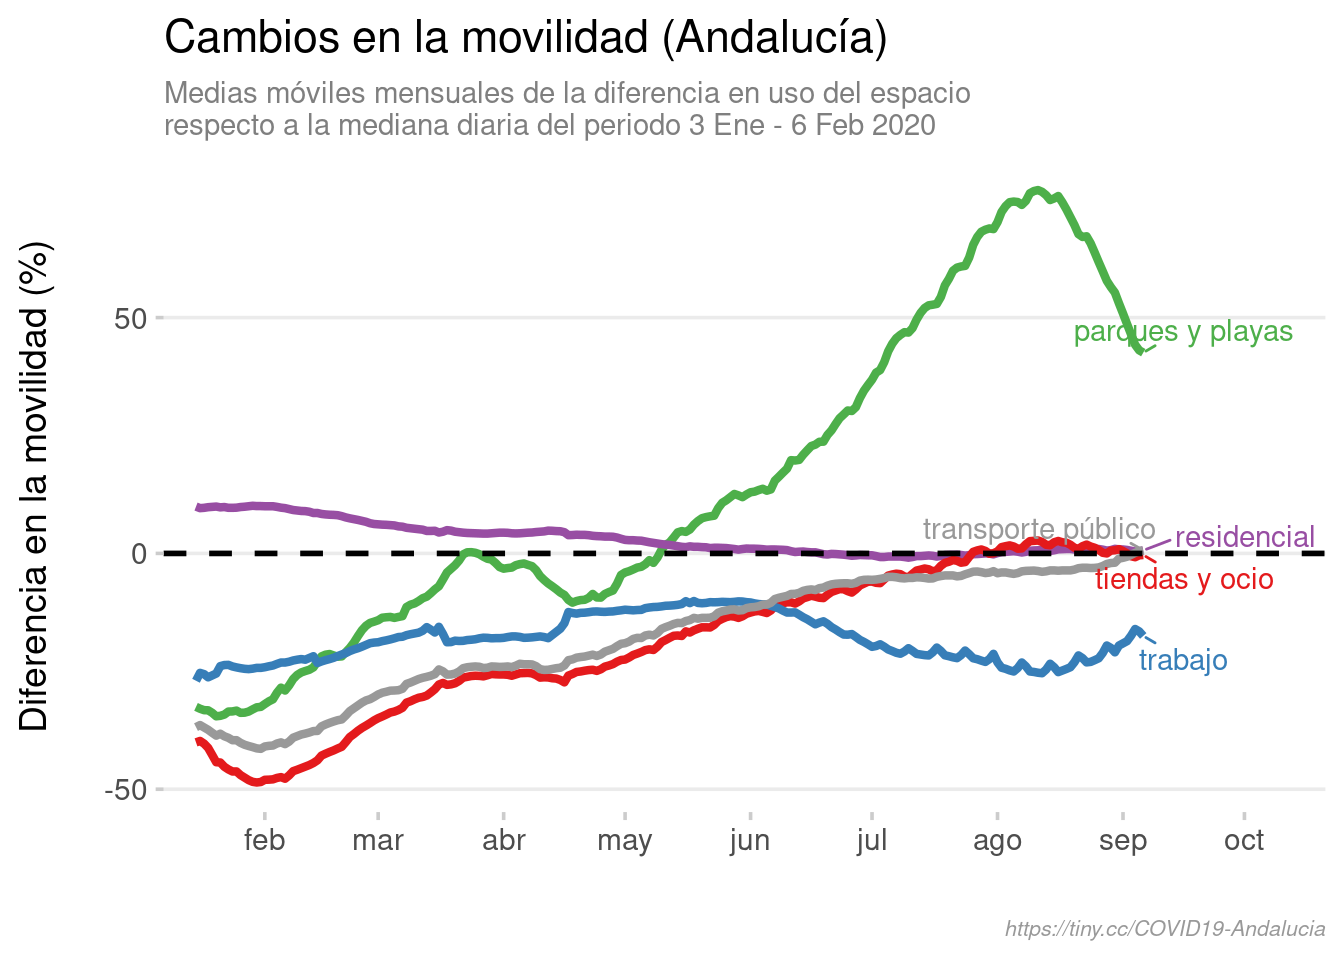 Cambios en la movilidad (Andalucía)
Medias móviles mensuales de la diferencia en uso del espacio
respecto a la mediana diaria del periodo 3 Ene - 6 Feb 2020
Diferencia en la movilidad (%)
50
0
-50
parques y playas
transporte público
residencial
tiendas y ocio
trabajo
feb mar abr may jun jul ago sep oct
https://tiny.cc/COVID19-Andalucia